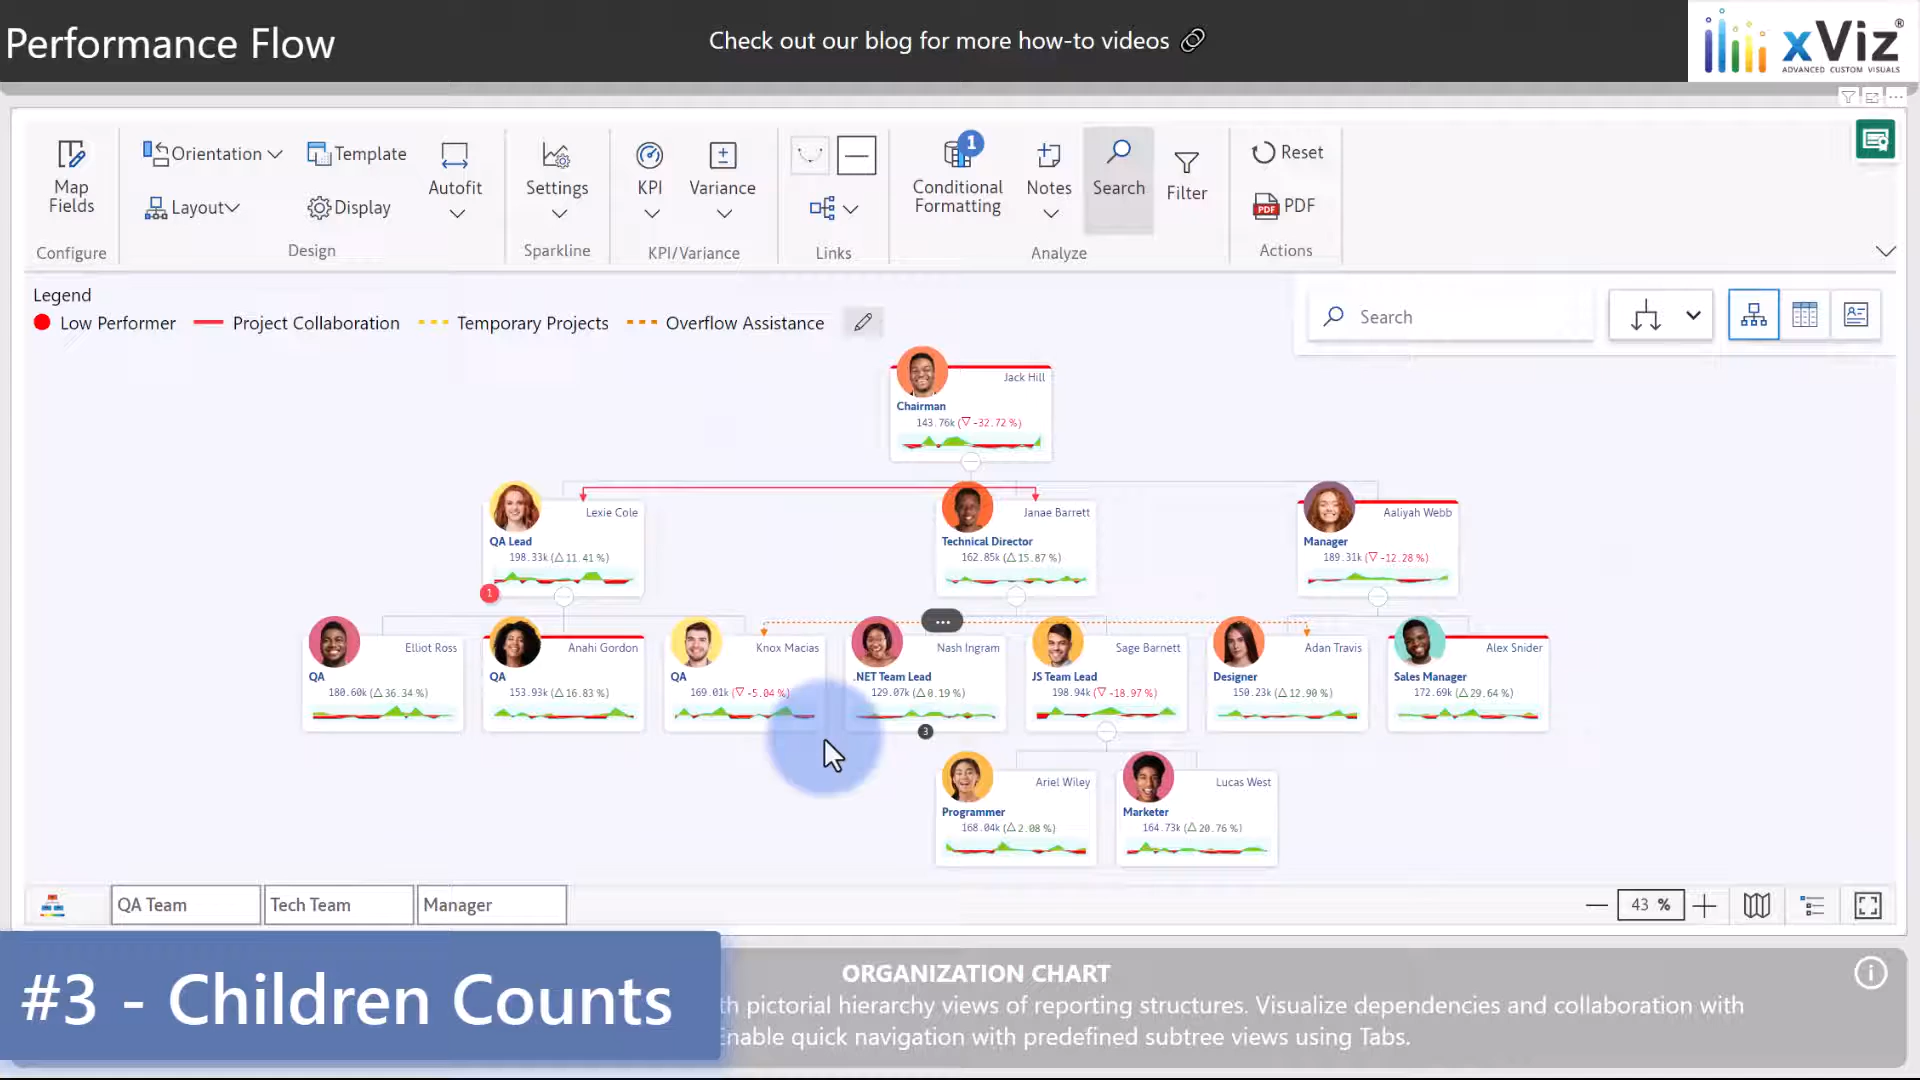 Performance Flow
Check out our blog for more how-to videos
xViz®
ADVANCED CUSTOM VISUALS
Map Fields
Configure
Orientation
Layout
Template
Display
Autofit
Design
Settings
Sparkline
KPI
Variance
KPI/Variance
Links
1
Conditional Formatting
Notes
Search
Filter
Analyze
Reset
PDF
PDF
Actions
Legend
Low Performer
Project Collaboration
Temporary Projects
Overflow Assistance
Search
Jack Hill
Chairman
143.76k (▽ -32.72 %)
Lexie Cole
QA Lead
198.33k (△ 11.41 %)
1
Janae Barrett
Technical Director
162.85k (△ 15.87 %)
Aaliyah Webb
Manager
189.31k (▽ -12.28 %)
...
Elliot Ross
QA
180.60k (△ 36.34 %)
Anahi Gordon
QA
153.93k (△ 16.83 %)
Knox Macias
QA
169.01k (▽ -5.04 %)
Nash Ingram
.NET Team Lead
129.07k (△ 0.19 %)
3
Sage Barnett
JS Team Lead
198.94k (▽ -18.97 %)
Adan Travis
Designer
150.23k (△ 12.90 %)
Alex Snider
Sales Manager
172.69k (△ 29.64 %)
Ariel Wiley
Programmer
168.04k (△ 2.08 %)
Lucas West
Marketer
164.73k (△ 20.76 %)
QA Team
Tech Team
Manager
43 %
#3 - Children Counts
ORGANIZATION CHART
th pictorial hierarchy views of reporting structures. Visualize dependencies and collaboration with
Enable quick navigation with predefined subtree views using Tabs.